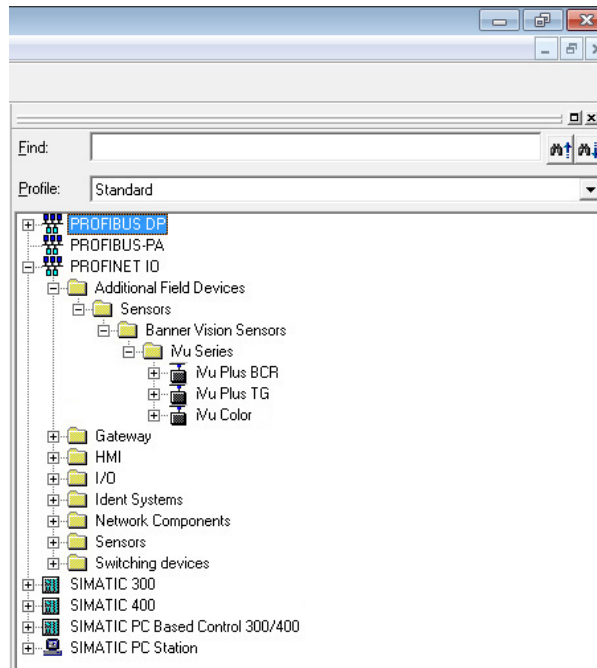 Find:
Profile: Standard
PROFIBUS DP
PROFIBUS-PA
PROFINET IO
Additional Field Devices
Sensors
Banner Vision Sensors
iVu Series
iVu Plus BCR
iVu Plus TG
iVu Color
Gateway
HMI
I/O
Ident Systems
Network Components
Sensors
Switching devices
SIMATIC 300
SIMATIC 400
SIMATIC PC Based Control 300/400
SIMATIC PC Station